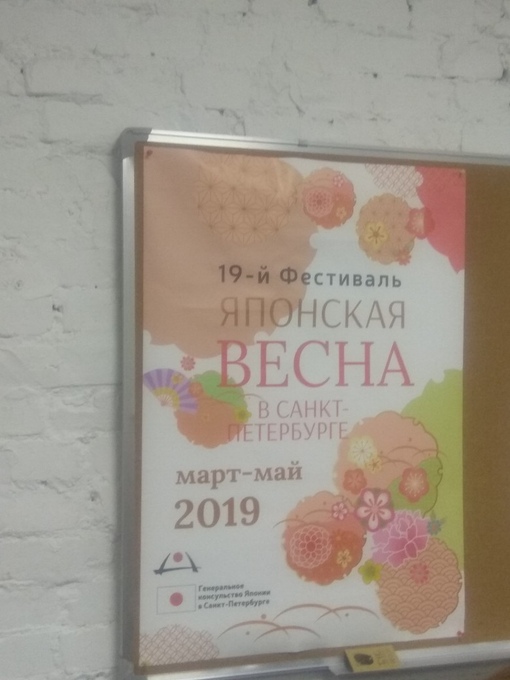 19-й Фестиваль
ЯПОНСКАЯ
ВЕСНА
В САНКТ-
ПЕТЕРБУРГЕ
март-май
2019
Генеральное
консульство Японии
в Санкт-Петербурге